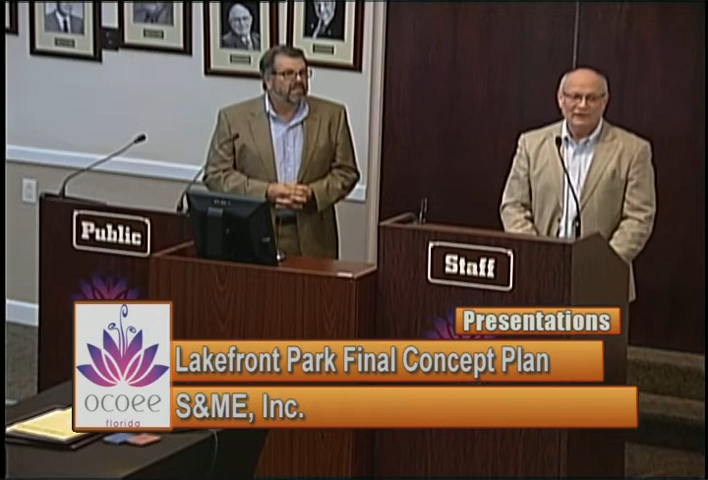 Public
Staff
Presentations
Lakefront Park Final Concept Plan
S&ME, Inc.
ocoee
florida